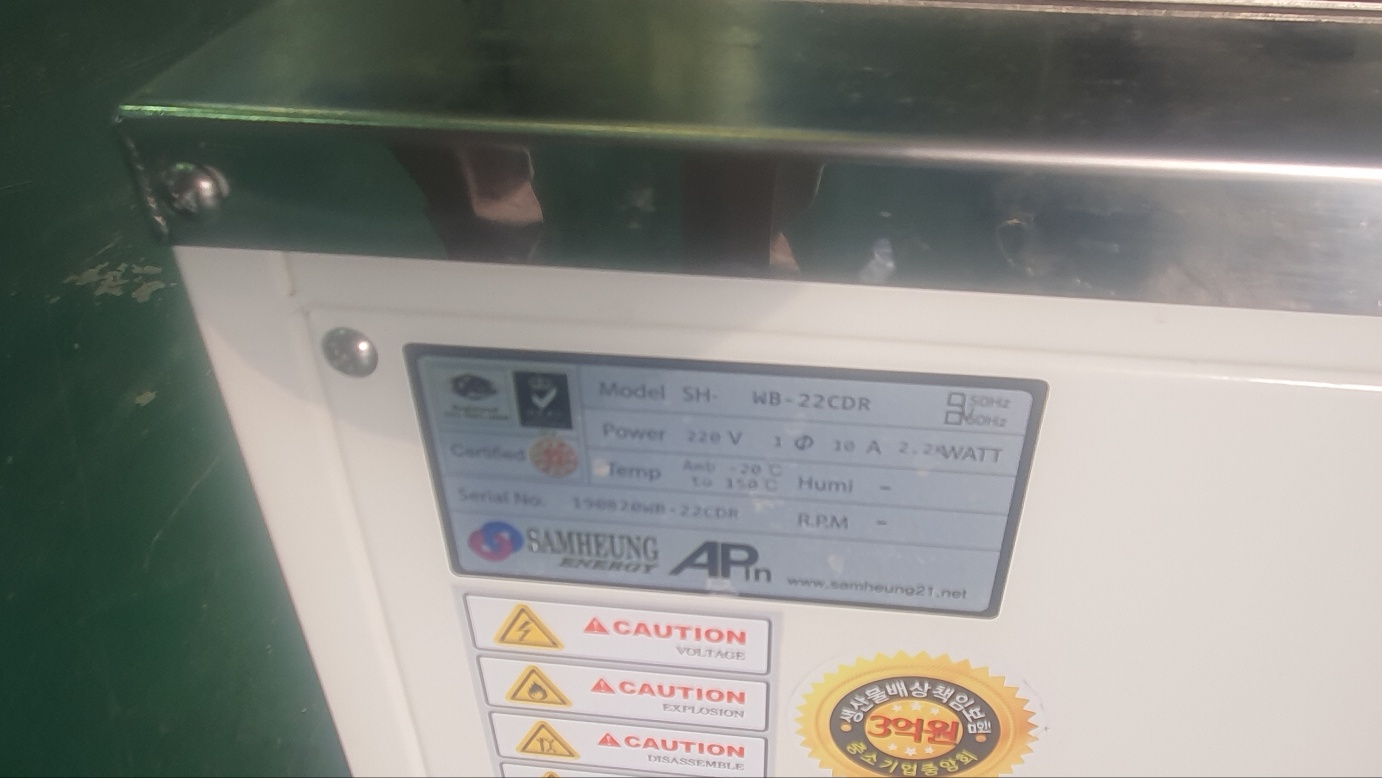 Model SH- WB-22CDR
50Hz
60Hz
Power 220 V 1 Φ 10 A WATT
Certified
Temp Amb -20 C to 150 C Humi -
Serial No. 190820WB-22CDR R.P.M -
SAMHEUNG ENERGY APin www.samheung21.net
CAUTION
VOLTAGE
CAUTION
EXPLOSION
CAUTION
DISASSEMBLE
생산물배상책임보험
3억원
중소기업중앙회